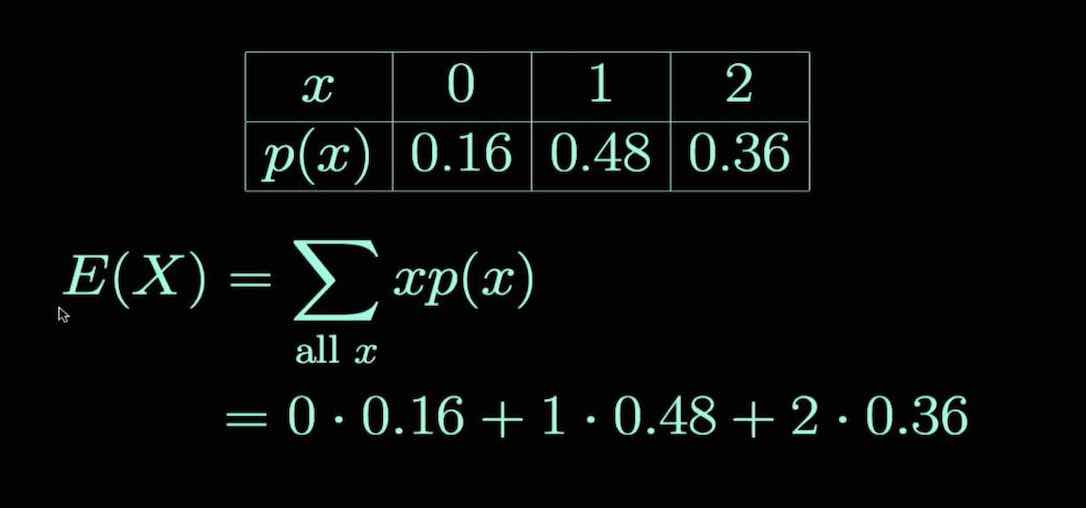 x 0 1 2
p(x) 0.16 0.48 0.36
E(X) = ∑ xp(x)
all x
= 0 · 0.16 + 1 · 0.48 + 2 · 0.36